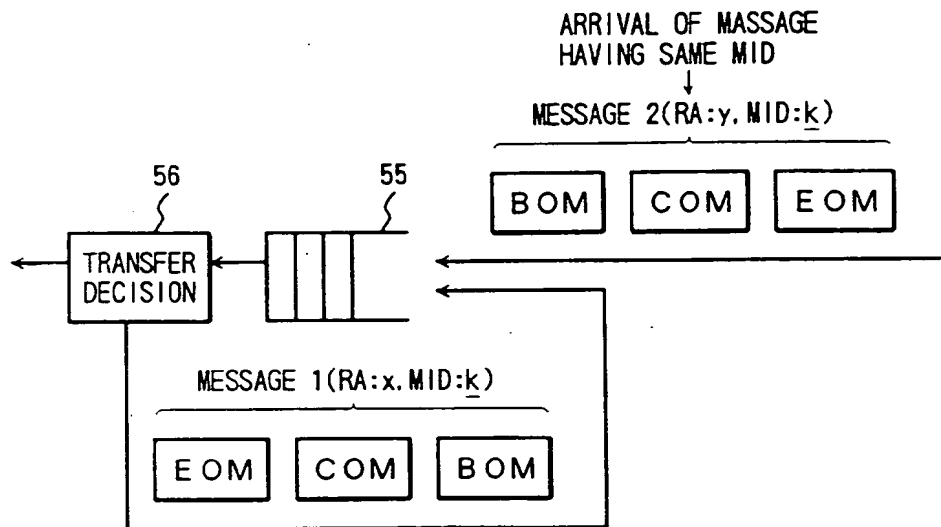 ARRIVAL OF MASSAGE
HAVING SAME MID
MESSAGE 2(RA:y. MID:k)
BOM COM EOM
56 55
TRANSFER
DECISION
MESSAGE 1(RA:x. MID:k)
EOM COM BOM